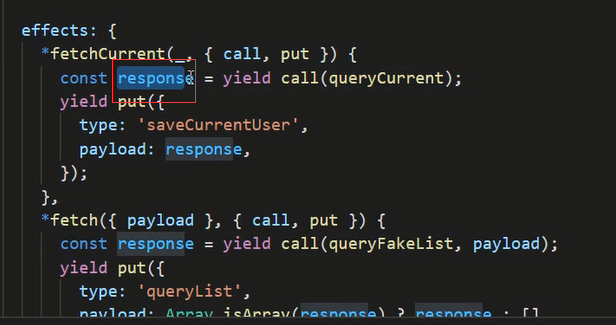 effects: {
*fetchCurrent(_, { call, put }) {
const response = yield call(queryCurrent);
yield put({
type: 'saveCurrentUser',
payload: response,
});
},
*fetch({ payload }, { call, put }) {
const response = yield call(queryFakeList, payload);
yield put({
type: 'queryList',
payload: Array.isArray(response) ? response : []